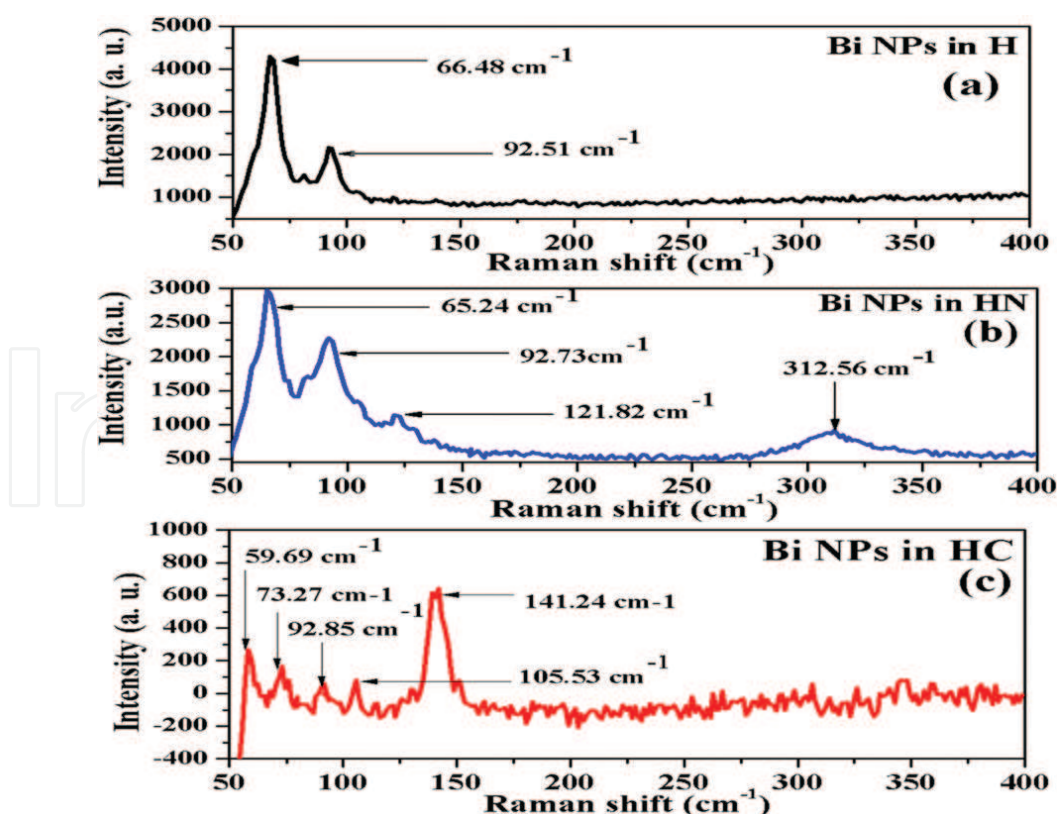 5000
4000
3000
2000
1000
Intensity (a. u.)
66.48 cm-1
92.51 cm-1
Bi NPs in H
(a)
50 100 150 200 250 300 350 400
Raman shift (cm-1)
3000
2500
2000
1500
1000
500
Intensity (a.u.)
65.24 cm-1
92.73cm-1
121.82 cm-1
312.56 cm-1
Bi NPs in HN
(b)
50 100 150 200 250 300 350 400
Raman shift (cm-1)
1000
800
600
400
200
0
-200
-400
Intensity (a. u.)
59.69 cm-1
73.27 cm-1
92.85 cm-1
105.53 cm-1
141.24 cm-1
Bi NPs in HC
(c)
50 100 150 200 250 300 350 400
Raman shift (cm-1)